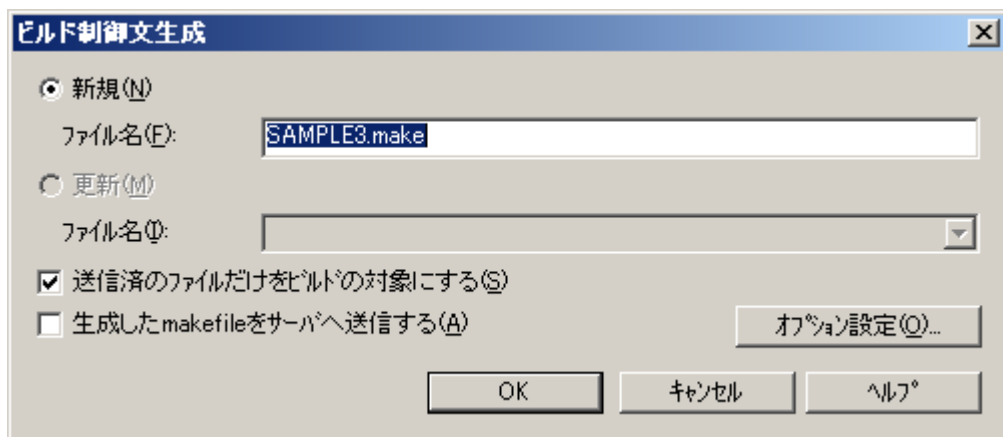 ビルド制御文生成
新規(N)
ファイル名(F): SAMPLE3.make
更新(M)
ファイル名(I):
送信済のファイルだけをビルドの対象にする(S)
生成したmakefileをサーバへ送信する(A)
オプション設定(O)...
OK キャンセル ヘルプ